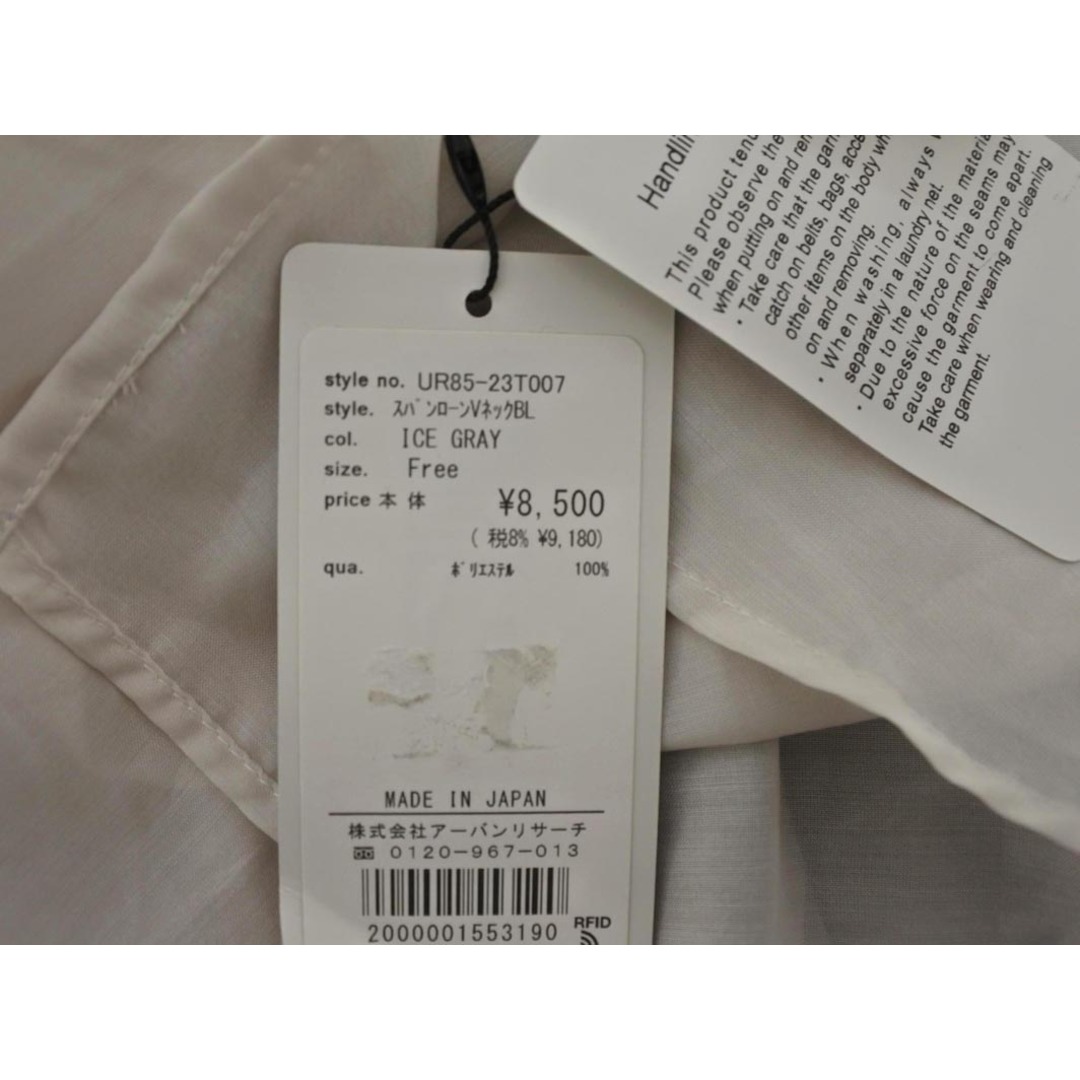 style no. UR85-23T007
style. ｽﾊﾟﾝﾛｰﾝVﾈｯｸBL
col. ICE GRAY
size. Free
price 本体 ¥8,500
( 税8% ¥9,180)
qua. ﾎﾟﾘｴｽﾃﾙ 100%
MADE IN JAPAN
株式会社アーバンリサーチ
0120-967-013
2000001553190
RFID
This product
Please observe the
when putting on and
・Take care that the
catch on belts, bags,
other items on the body
on and removing.
・When washing, always
separately in a laundry net.
・Due to the nature of the
excessive force on the seams may
cause the garment to come apart.
Take care when wearing and cleaning
the garment.